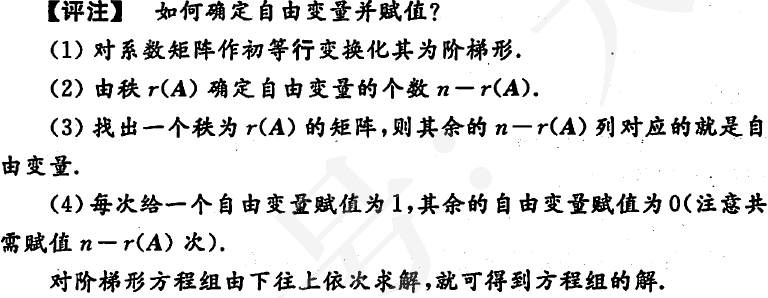 【评注】 如何确定自由变量并赋值?
(1)对系数矩阵作初等行变换化其为阶梯形.
(2)由秩 r(A) 确定自由变量的个数 n－r(A).
(3)找出一个秩为 r(A) 的矩阵,则其余的 n－r(A) 列对应的就是自
由变量.
(4)每次给一个自由变量赋值为 1,其余的自由变量赋值为 0(注意共
需赋值 n－r(A) 次).
对阶梯形方程组由下往上依次求解,就可得到方程组的解.